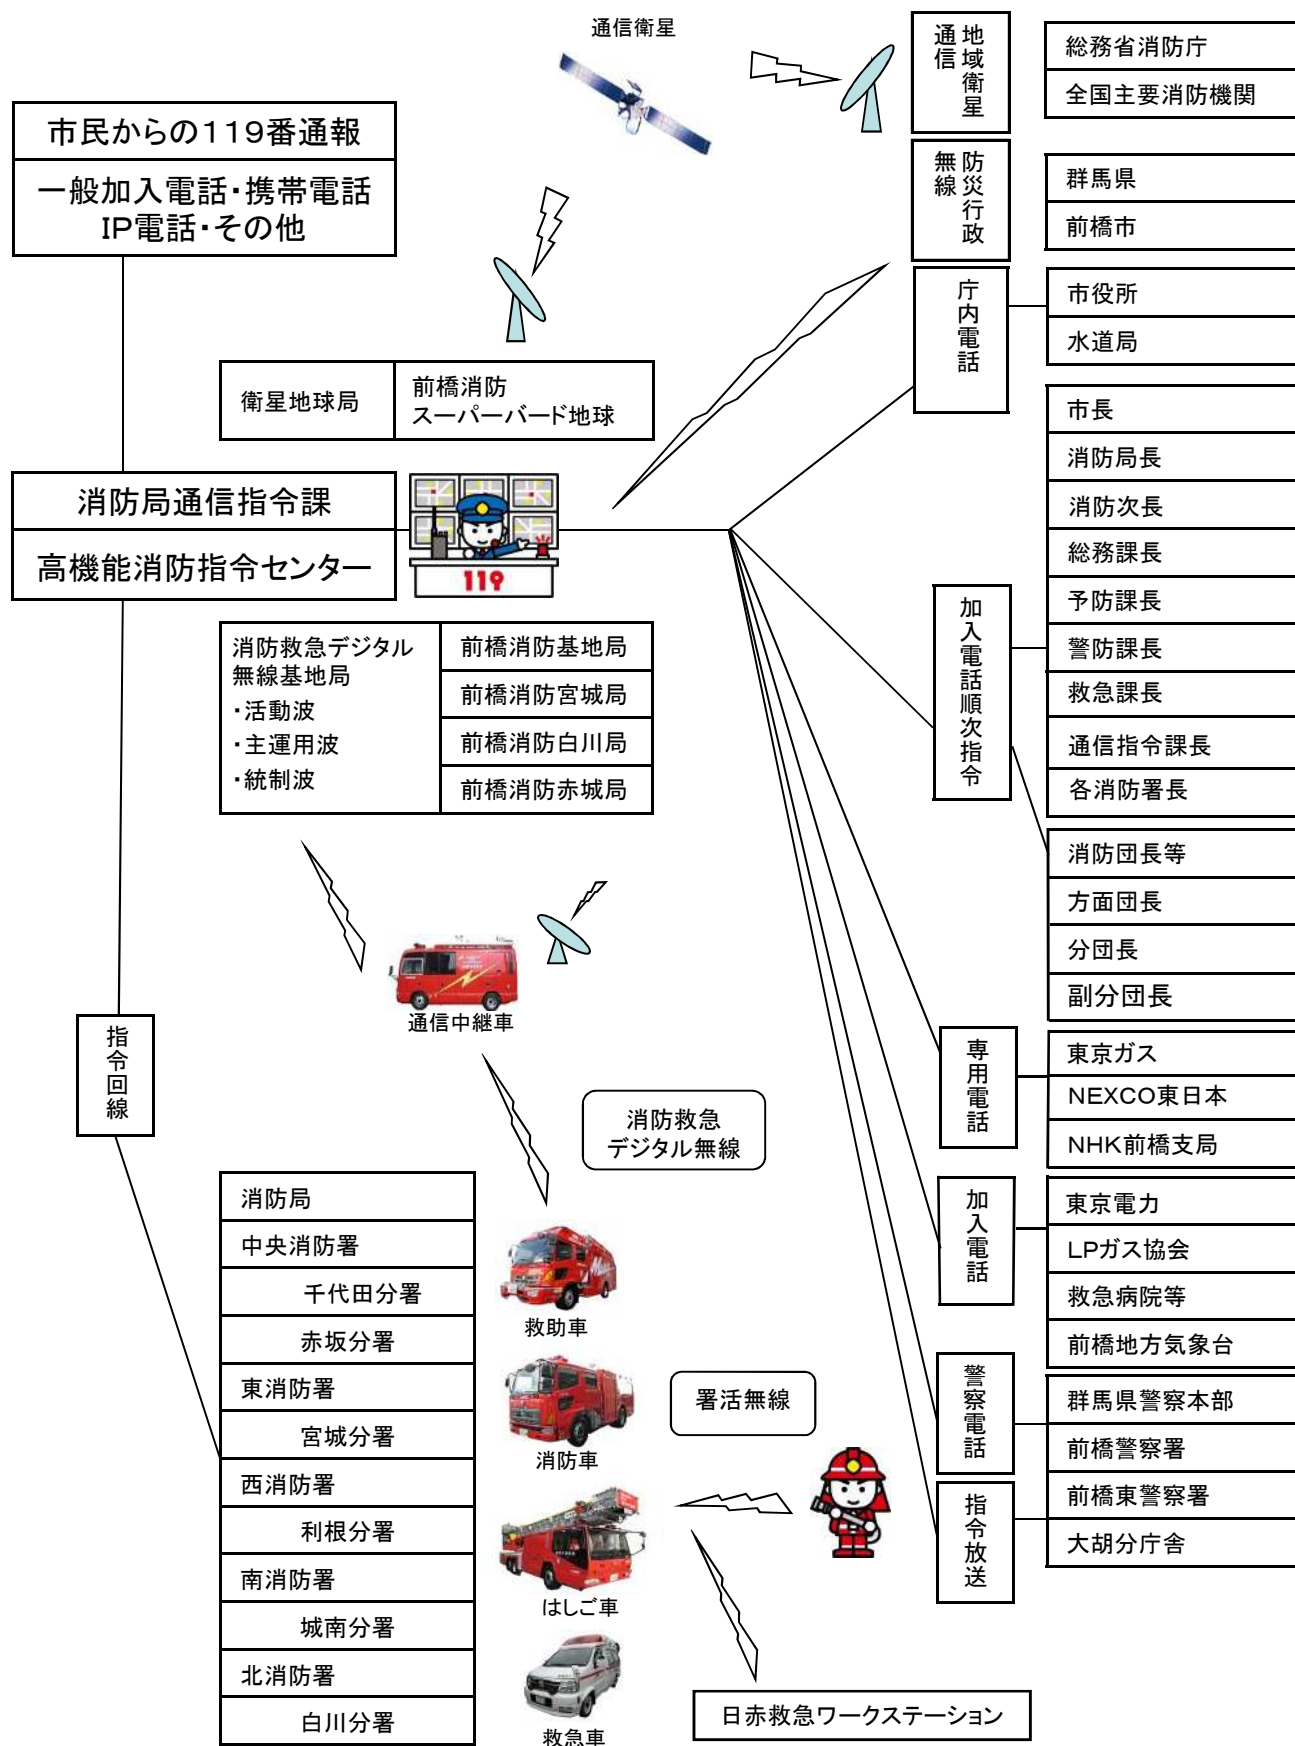 通信衛星
地域衛星
通信
総務省消防庁
全国主要消防機関
市民からの119番通報
一般加入電話・携帯電話
IP電話・その他
防災行政
無線
群馬県
前橋市
庁内電話
市役所
水道局
衛星地球局
前橋消防
スーパーバード地球
消防局通信指令課
高機能消防指令センター
119
加入電話順次指令
市長
消防局長
消防次長
総務課長
予防課長
警防課長
救急課長
通信指令課長
各消防署長
消防団長等
方面団長
分団長
副分団長
消防救急デジタル
無線基地局
・活動波
・主運用波
・統制波
前橋消防基地局
前橋消防宮城局
前橋消防白川局
前橋消防赤城局
通信中継車
指令回線
消防救急
デジタル無線
専用電話
東京ガス
NEXCO東日本
NHK前橋支局
加入電話
東京電力
LPガス協会
救急病院等
前橋地方気象台
警察電話
群馬県警察本部
前橋警察署
前橋東警察署
大胡分庁舎
指令放送
消防局
中央消防署
千代田分署
赤坂分署
東消防署
宮城分署
西消防署
利根分署
南消防署
城南分署
北消防署
白川分署
救助車
消防車
はしご車
救急車
署活無線
日赤救急ワークステーション